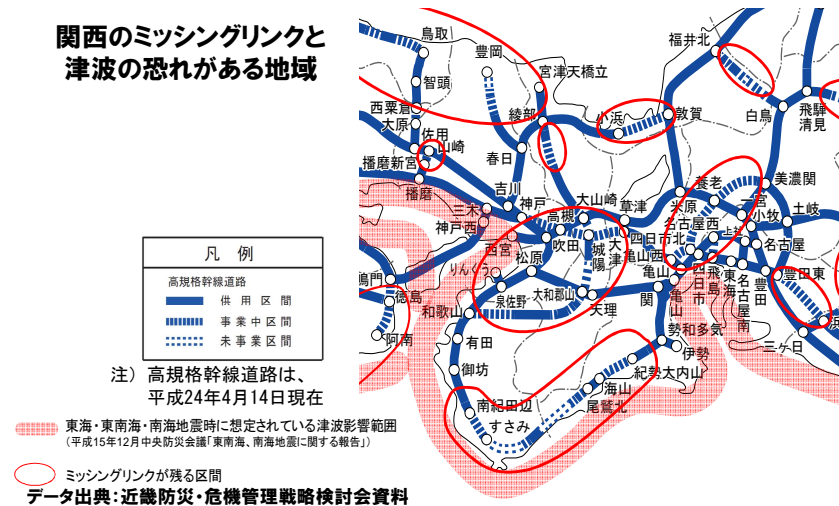 関西のミッシングリンクと
津波の恐れがある地域
鳥取
豊岡
宮津天橋立
福井北
智頭
西粟倉
大原
佐用
山崎
播磨新宮
播磨
綾部
小浜
敦賀
白鳥
飛騨
清見
春日
吉川
神戸
三木
神戸西
西宮
高槻
大山崎
草津
吹田
松原
城陽
大津
米原
養老
一宮
美濃関
小牧
土岐
名古屋西
上社
名古屋
四日市北
亀山西
亀山
関
亀山
四日市
飛島
東海
名古屋南
豊田
豊田東
三ヶ日
浜
りんくう
泉佐野
大和郡山
天理
和歌山
鳴門
徳島
阿南
有田
御坊
南紀田辺
すさみ
勢和多気
伊勢
紀勢大内山
海山
尾鷲北
凡 例
高規格幹線道路
供用区間
事業中区間
未事業区間
注) 高規格幹線道路は、
平成24年4月14日現在
東海・東南海・南海地震時に想定されている津波影響範囲
(平成15年12月中央防災会議「東南海、南海地震に関する報告」)
ミッシングリンクが残る区間
データ出典:近畿防災・危機管理戦略検討会資料